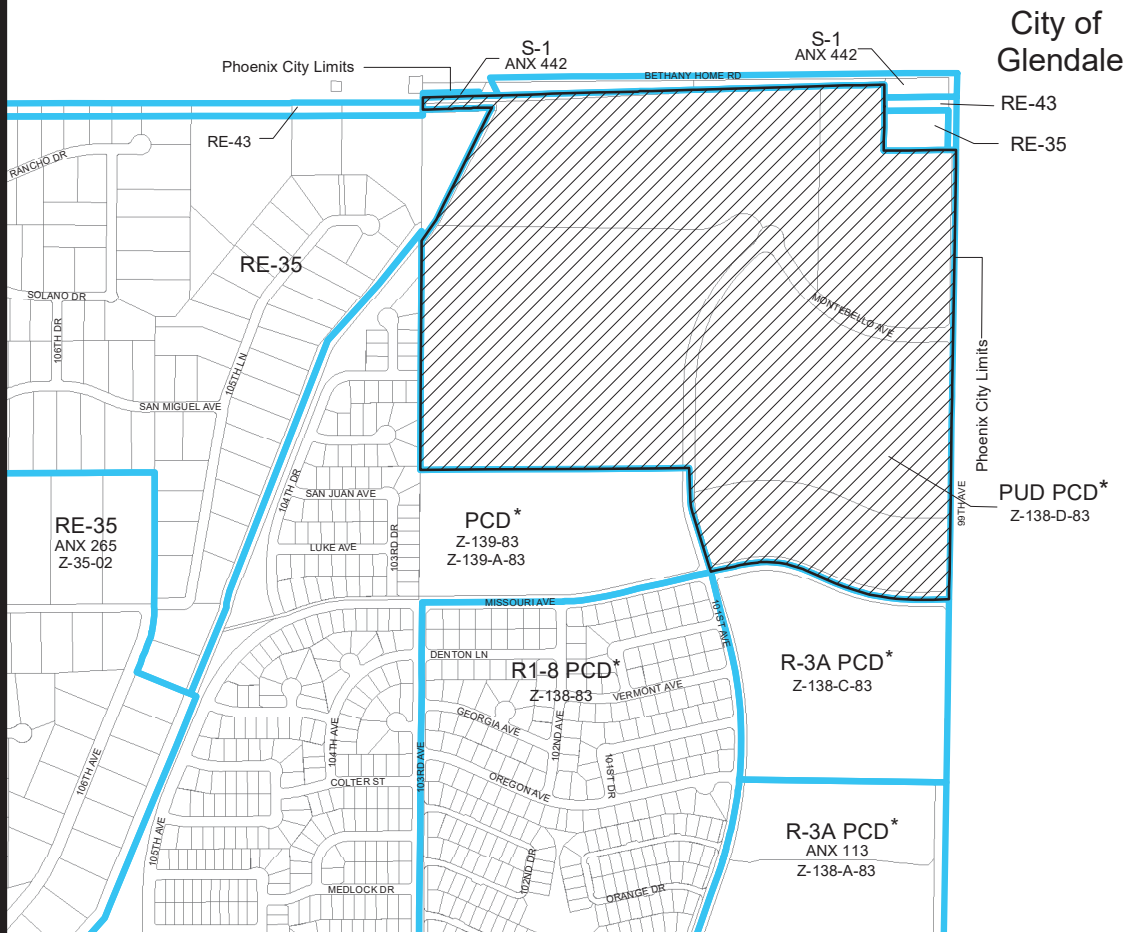 City of
Glendale
S-1
ANX 442
S-1
ANX 442
Phoenix City Limits
BETHANY HOME RD
RE-43
RE-43
RE-35
RANCHO DR
RE-35
SOLANO DR
106TH DR
105TH LN
MONTEBELLO AVE
Phoenix City Limits
SAN MIGUEL AVE
104TH DR
SAN JUAN AVE
LUKE AVE
103RD DR
RE-35
ANX 265
Z-35-02
PCD*
Z-139-83
Z-139-A-83
99TH AVE
PUD PCD*
Z-138-D-83
MISSOURI AVE
101ST AVE
DENTON LN
R1-8 PCD*
Z-138-83
VERMONT AVE
R-3A PCD*
Z-138-C-83
GEORGIA AVE
102ND AVE
104TH AVE
103RD AVE
101ST DR
COLTER ST
OREGON AVE
106TH AVE
105TH AVE
R-3A PCD*
ANX 113
Z-138-A-83
102ND DR
MEDLOCK DR
ORANGE DR